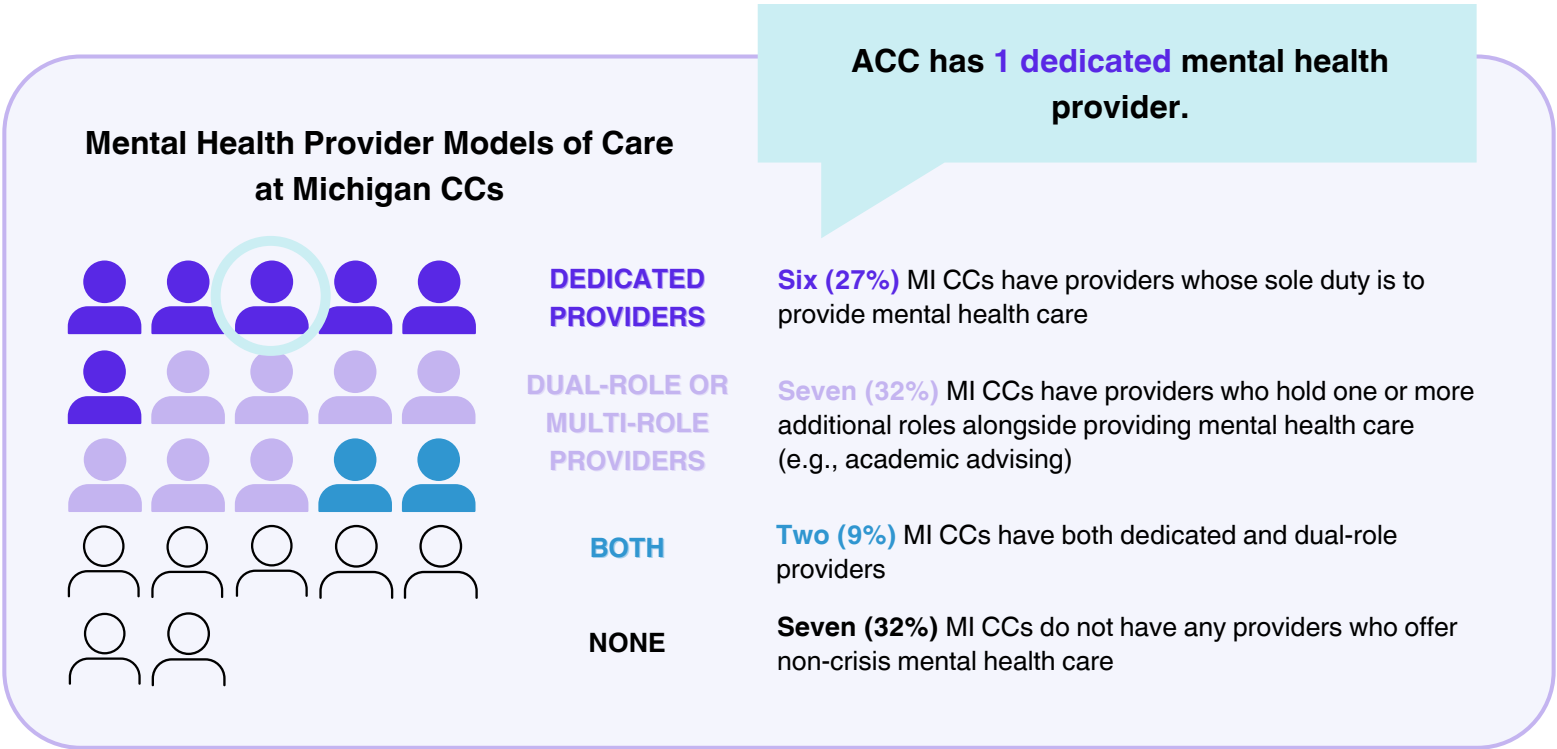 ACC has 1 dedicated mental health
provider.
Mental Health Provider Models of Care
at Michigan CCs
DEDICATED
PROVIDERS
Six (27%) MI CCs have providers whose sole duty is to
provide mental health care
DUAL-ROLE OR
MULTI-ROLE
PROVIDERS
Seven (32%) MI CCs have providers who hold one or more
additional roles alongside providing mental health care
(e.g., academic advising)
BOTH
Two (9%) MI CCs have both dedicated and dual-role
providers
NONE
Seven (32%) MI CCs do not have any providers who offer
non-crisis mental health care